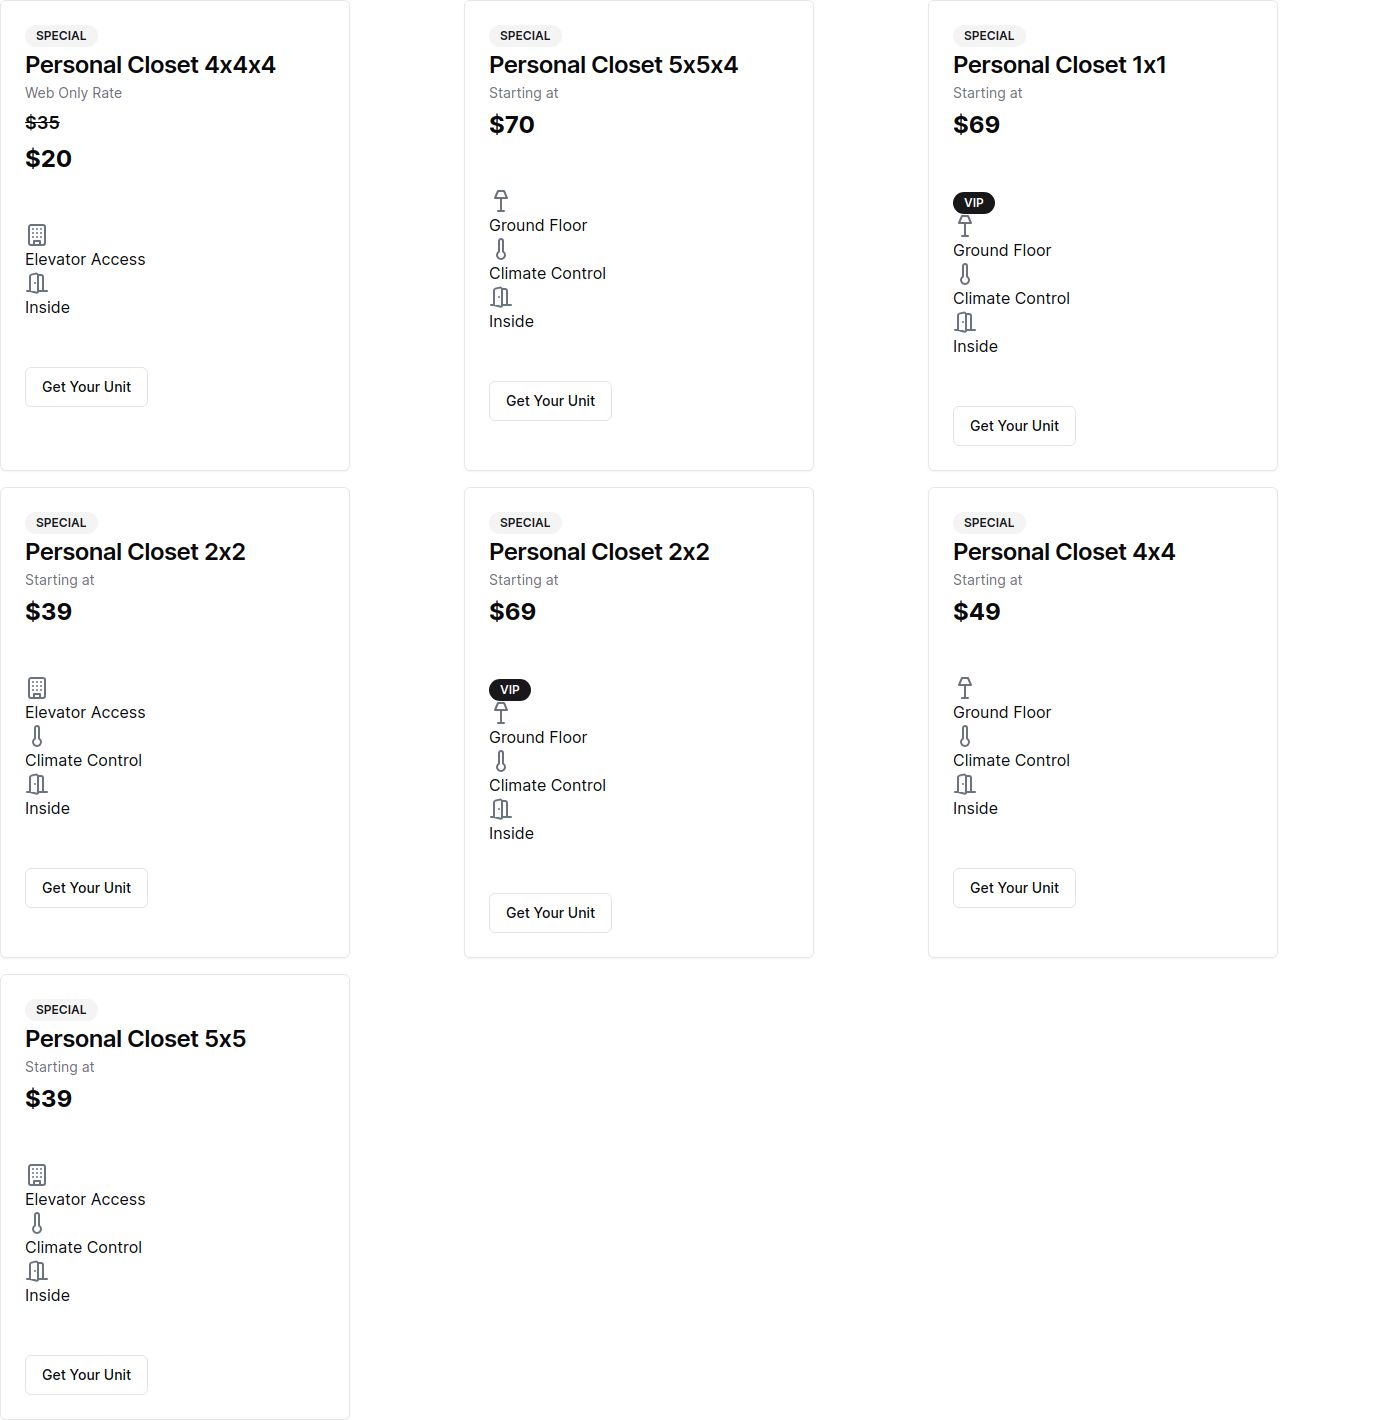 SPECIAL
Personal Closet 4x4x4
Web Only Rate
$35
$20
Elevator Access
Inside
Get Your Unit
SPECIAL
Personal Closet 5x5x4
Starting at
$70
Ground Floor
Climate Control
Inside
Get Your Unit
SPECIAL
Personal Closet 1x1
Starting at
$69
VIP
Ground Floor
Climate Control
Inside
Get Your Unit
SPECIAL
Personal Closet 2x2
Starting at
$39
Elevator Access
Climate Control
Inside
Get Your Unit
SPECIAL
Personal Closet 2x2
Starting at
$69
VIP
Ground Floor
Climate Control
Inside
Get Your Unit
SPECIAL
Personal Closet 4x4
Starting at
$49
Ground Floor
Climate Control
Inside
Get Your Unit
SPECIAL
Personal Closet 5x5
Starting at
$39
Elevator Access
Climate Control
Inside
Get Your Unit